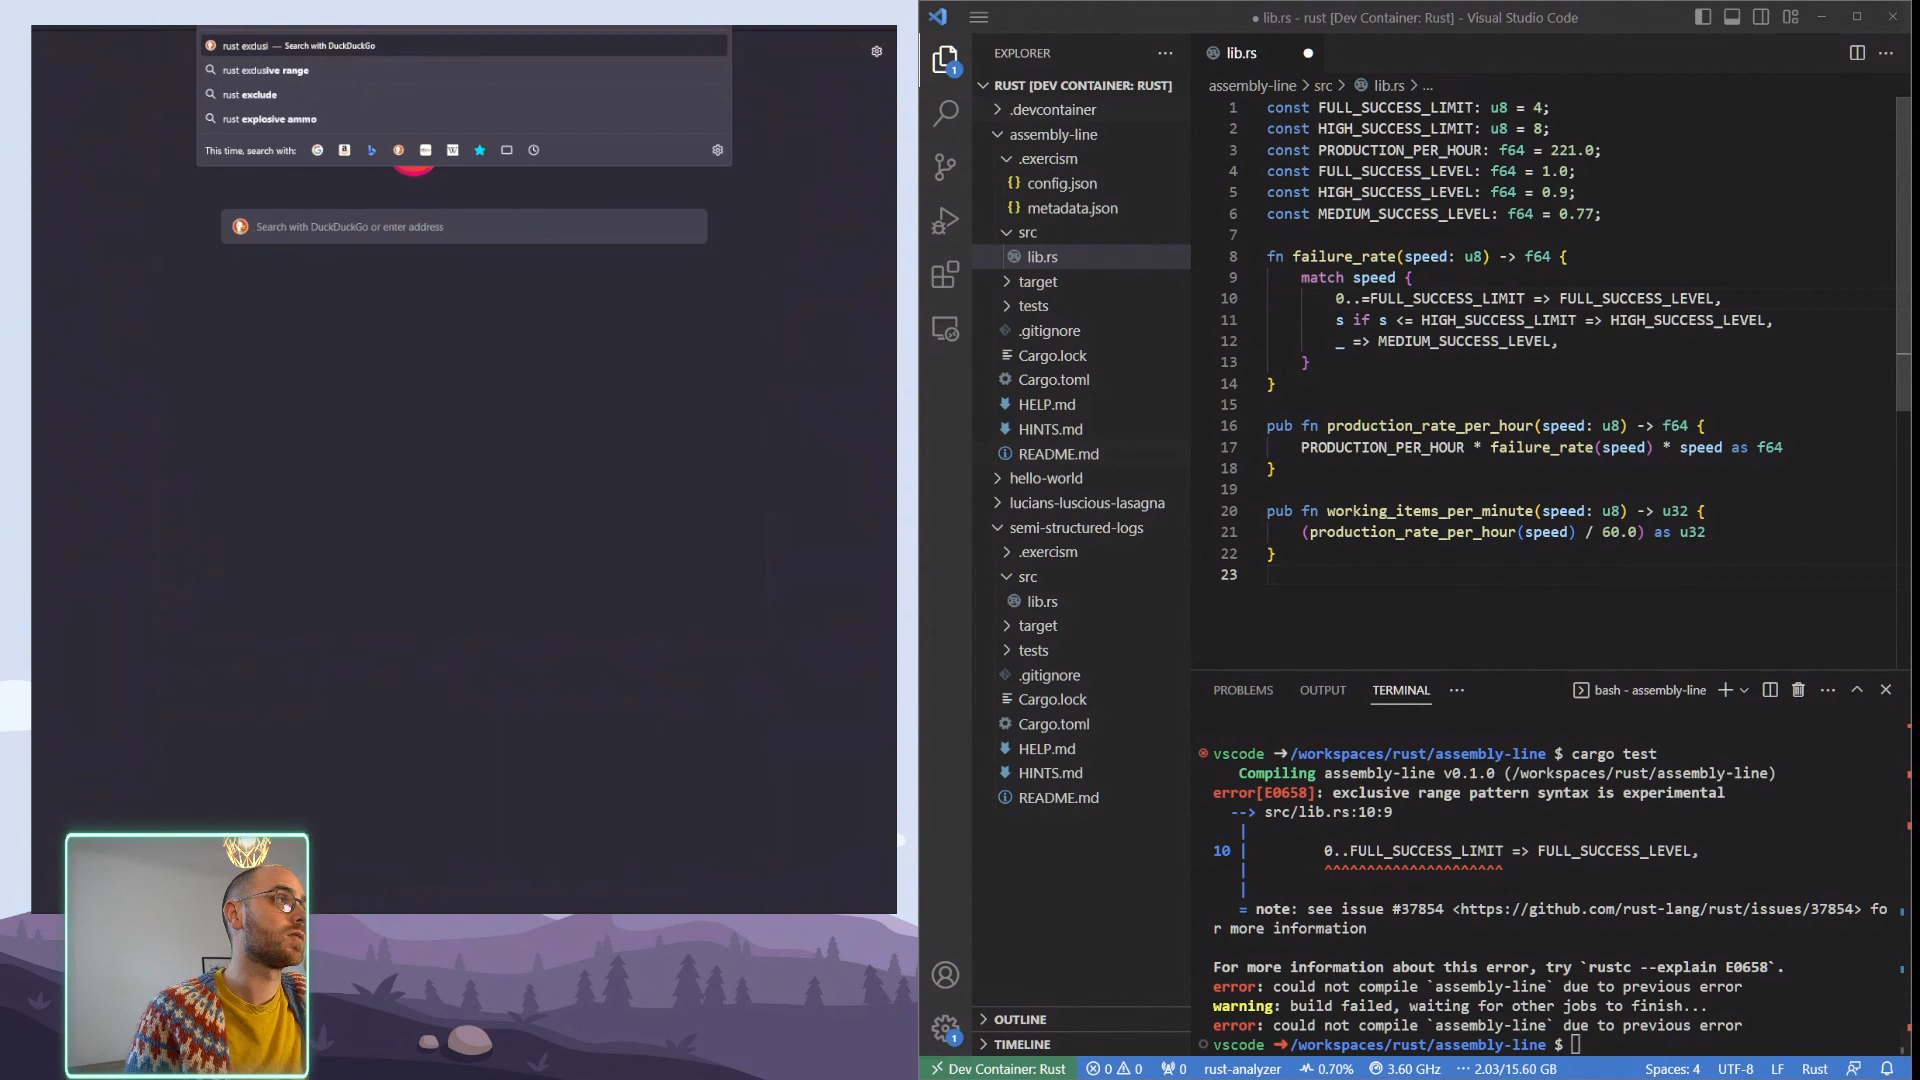 rust exclusi — Search with DuckDuckGo
rust exclusive range
rust exclude
rust explosive ammo
This time, search with:
Search with DuckDuckGo or enter address
● lib.rs - rust [Dev Container: Rust] - Visual Studio Code
EXPLORER
lib.rs
1
RUST [DEV CONTAINER: RUST]
.devcontainer
assembly-line
.exercism
config.json
metadata.json
src
lib.rs
target
tests
.gitignore
Cargo.lock
Cargo.toml
HELP.md
HINTS.md
README.md
hello-world
lucians-luscious-lasagna
semi-structured-logs
.exercism
src
lib.rs
target
tests
.gitignore
Cargo.lock
Cargo.toml
HELP.md
HINTS.md
README.md
OUTLINE
TIMELINE
1
assembly-line > src > lib.rs > ...
1 const FULL_SUCCESS_LIMIT: u8 = 4;
2 const HIGH_SUCCESS_LIMIT: u8 = 8;
3 const PRODUCTION_PER_HOUR: f64 = 221.0;
4 const FULL_SUCCESS_LEVEL: f64 = 1.0;
5 const HIGH_SUCCESS_LEVEL: f64 = 0.9;
6 const MEDIUM_SUCCESS_LEVEL: f64 = 0.77;
7
8 fn failure_rate(speed: u8) -> f64 {
9 match speed {
10 0..=FULL_SUCCESS_LIMIT => FULL_SUCCESS_LEVEL,
11 s if s <= HIGH_SUCCESS_LIMIT => HIGH_SUCCESS_LEVEL,
12 _ => MEDIUM_SUCCESS_LEVEL,
13 }
14 }
15
16 pub fn production_rate_per_hour(speed: u8) -> f64 {
17 PRODUCTION_PER_HOUR * failure_rate(speed) * speed as f64
18 }
19
20 pub fn working_items_per_minute(speed: u8) -> u32 {
21 (production_rate_per_hour(speed) / 60.0) as u32
22 }
23
PROBLEMS OUTPUT TERMINAL ··· bash - assembly-line
vscode ➜ /workspaces/rust/assembly-line $ cargo test
Compiling assembly-line v0.1.0 (/workspaces/rust/assembly-line)
error[E0658]: exclusive range pattern syntax is experimental
--> src/lib.rs:10:9
|
10 | 0..FULL_SUCCESS_LIMIT => FULL_SUCCESS_LEVEL,
| ^^^^^^^^^^^^^^^^^^^^^
|
= note: see issue #37854 <https://github.com/rust-lang/rust/issues/37854> fo
r more information
For more information about this error, try `rustc --explain E0658`.
error: could not compile `assembly-line` due to previous error
warning: build failed, waiting for other jobs to finish...
error: could not compile `assembly-line` due to previous error
vscode ➜ /workspaces/rust/assembly-line $
Dev Container: Rust 0 0 0 rust-analyzer 0.70% 3.60 GHz 2.03/15.60 GB Spaces: 4 UTF-8 LF Rust